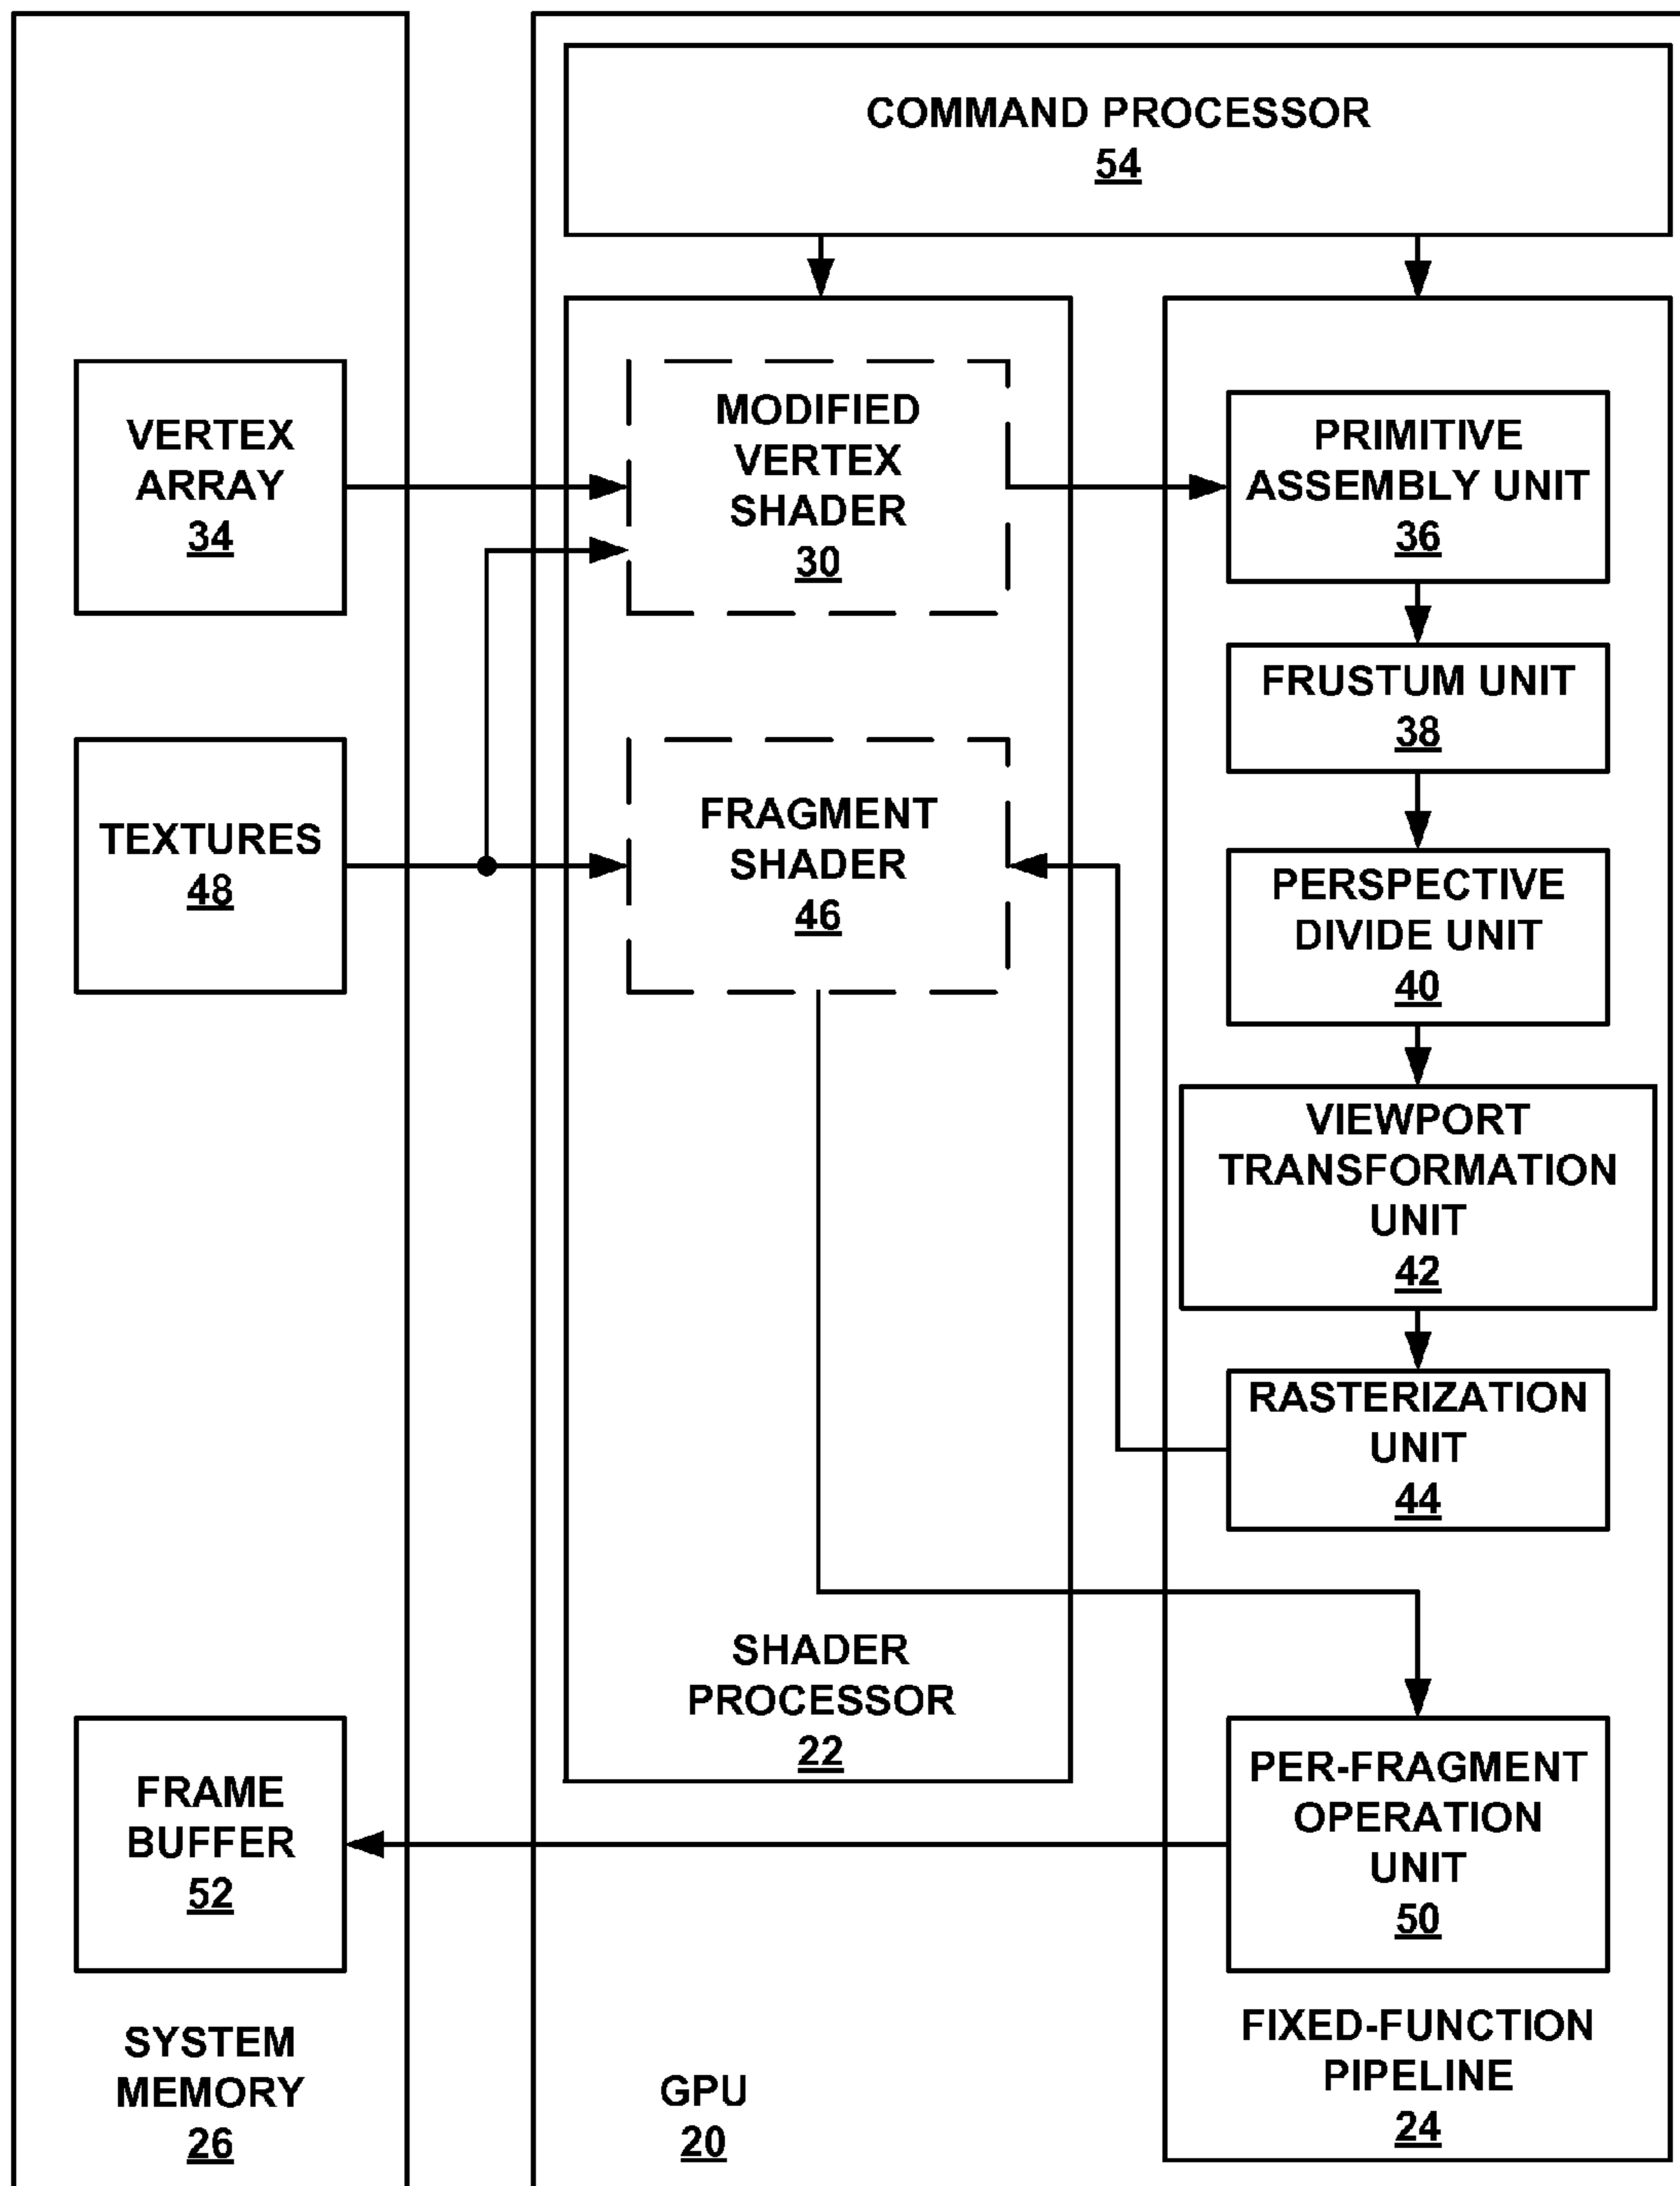 COMMAND PROCESSOR
54
VERTEX
ARRAY
34
MODIFIED
VERTEX
SHADER
30
PRIMITIVE
ASSEMBLY UNIT
36
FRUSTUM UNIT
38
TEXTURES
48
FRAGMENT
SHADER
46
PERSPECTIVE
DIVIDE UNIT
40
VIEWPORT
TRANSFORMATION
UNIT
42
RASTERIZATION
UNIT
44
SHADER
PROCESSOR
22
FRAME
BUFFER
52
PER-FRAGMENT
OPERATION
UNIT
50
SYSTEM
MEMORY
26
GPU
20
FIXED-FUNCTION
PIPELINE
24